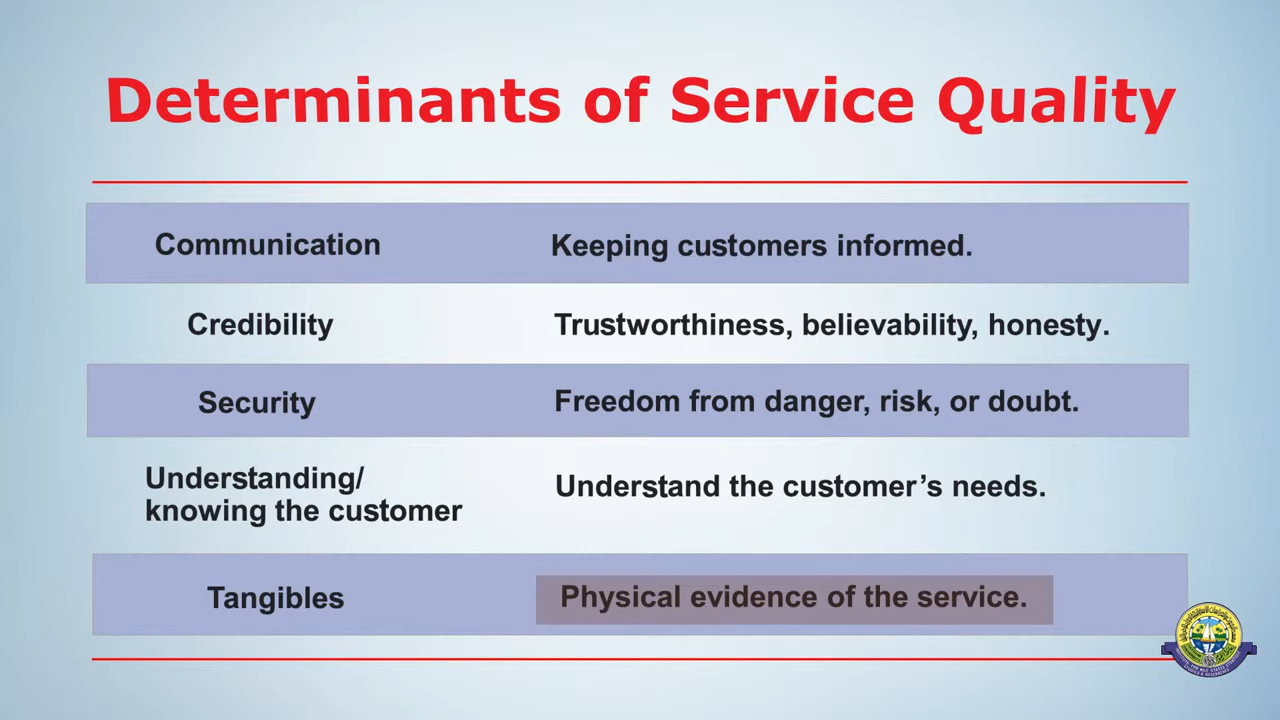 Determinants of Service Quality
Communication
Keeping customers informed.
Credibility
Trustworthiness, believability, honesty.
Security
Freedom from danger, risk, or doubt.
Understanding/
knowing the customer
Understand the customer’s needs.
Tangibles
Physical evidence of the service.